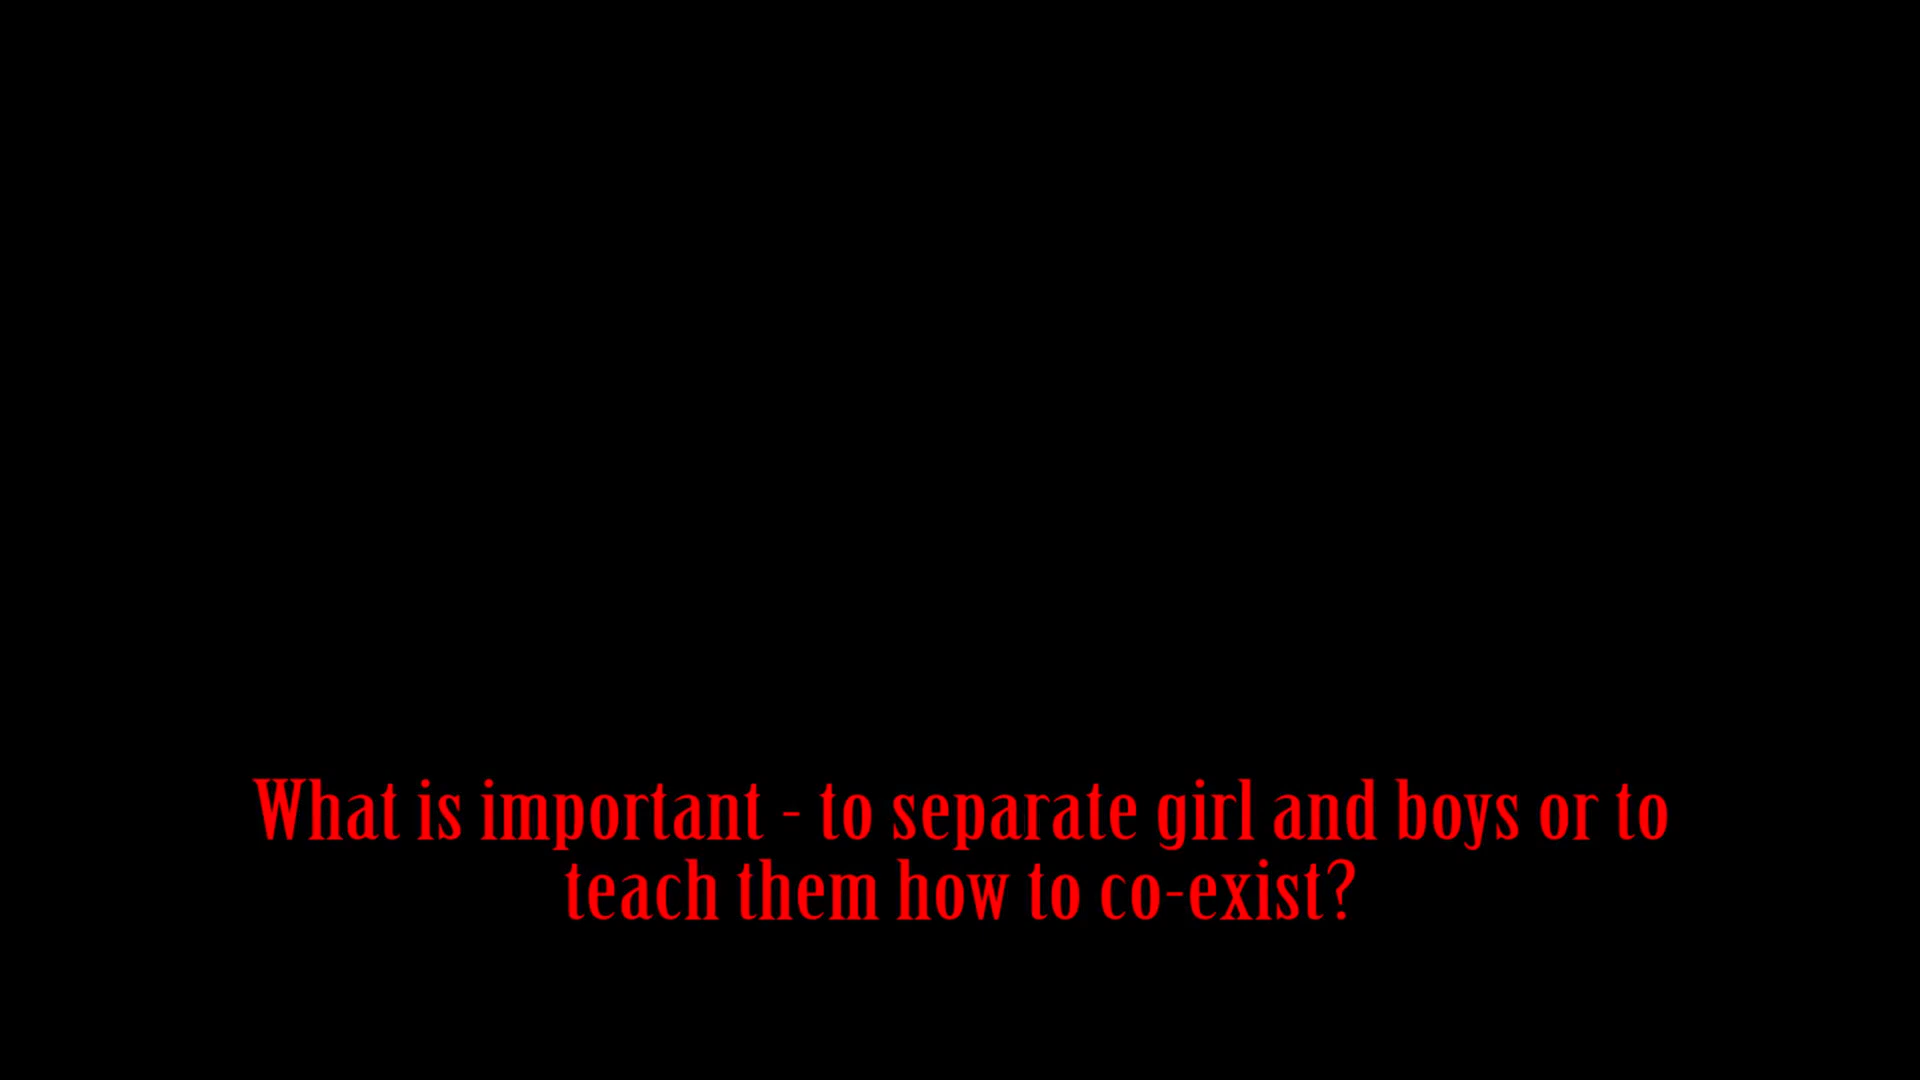 What is important - to separate girl and boys or to
teach them how to co-exist?